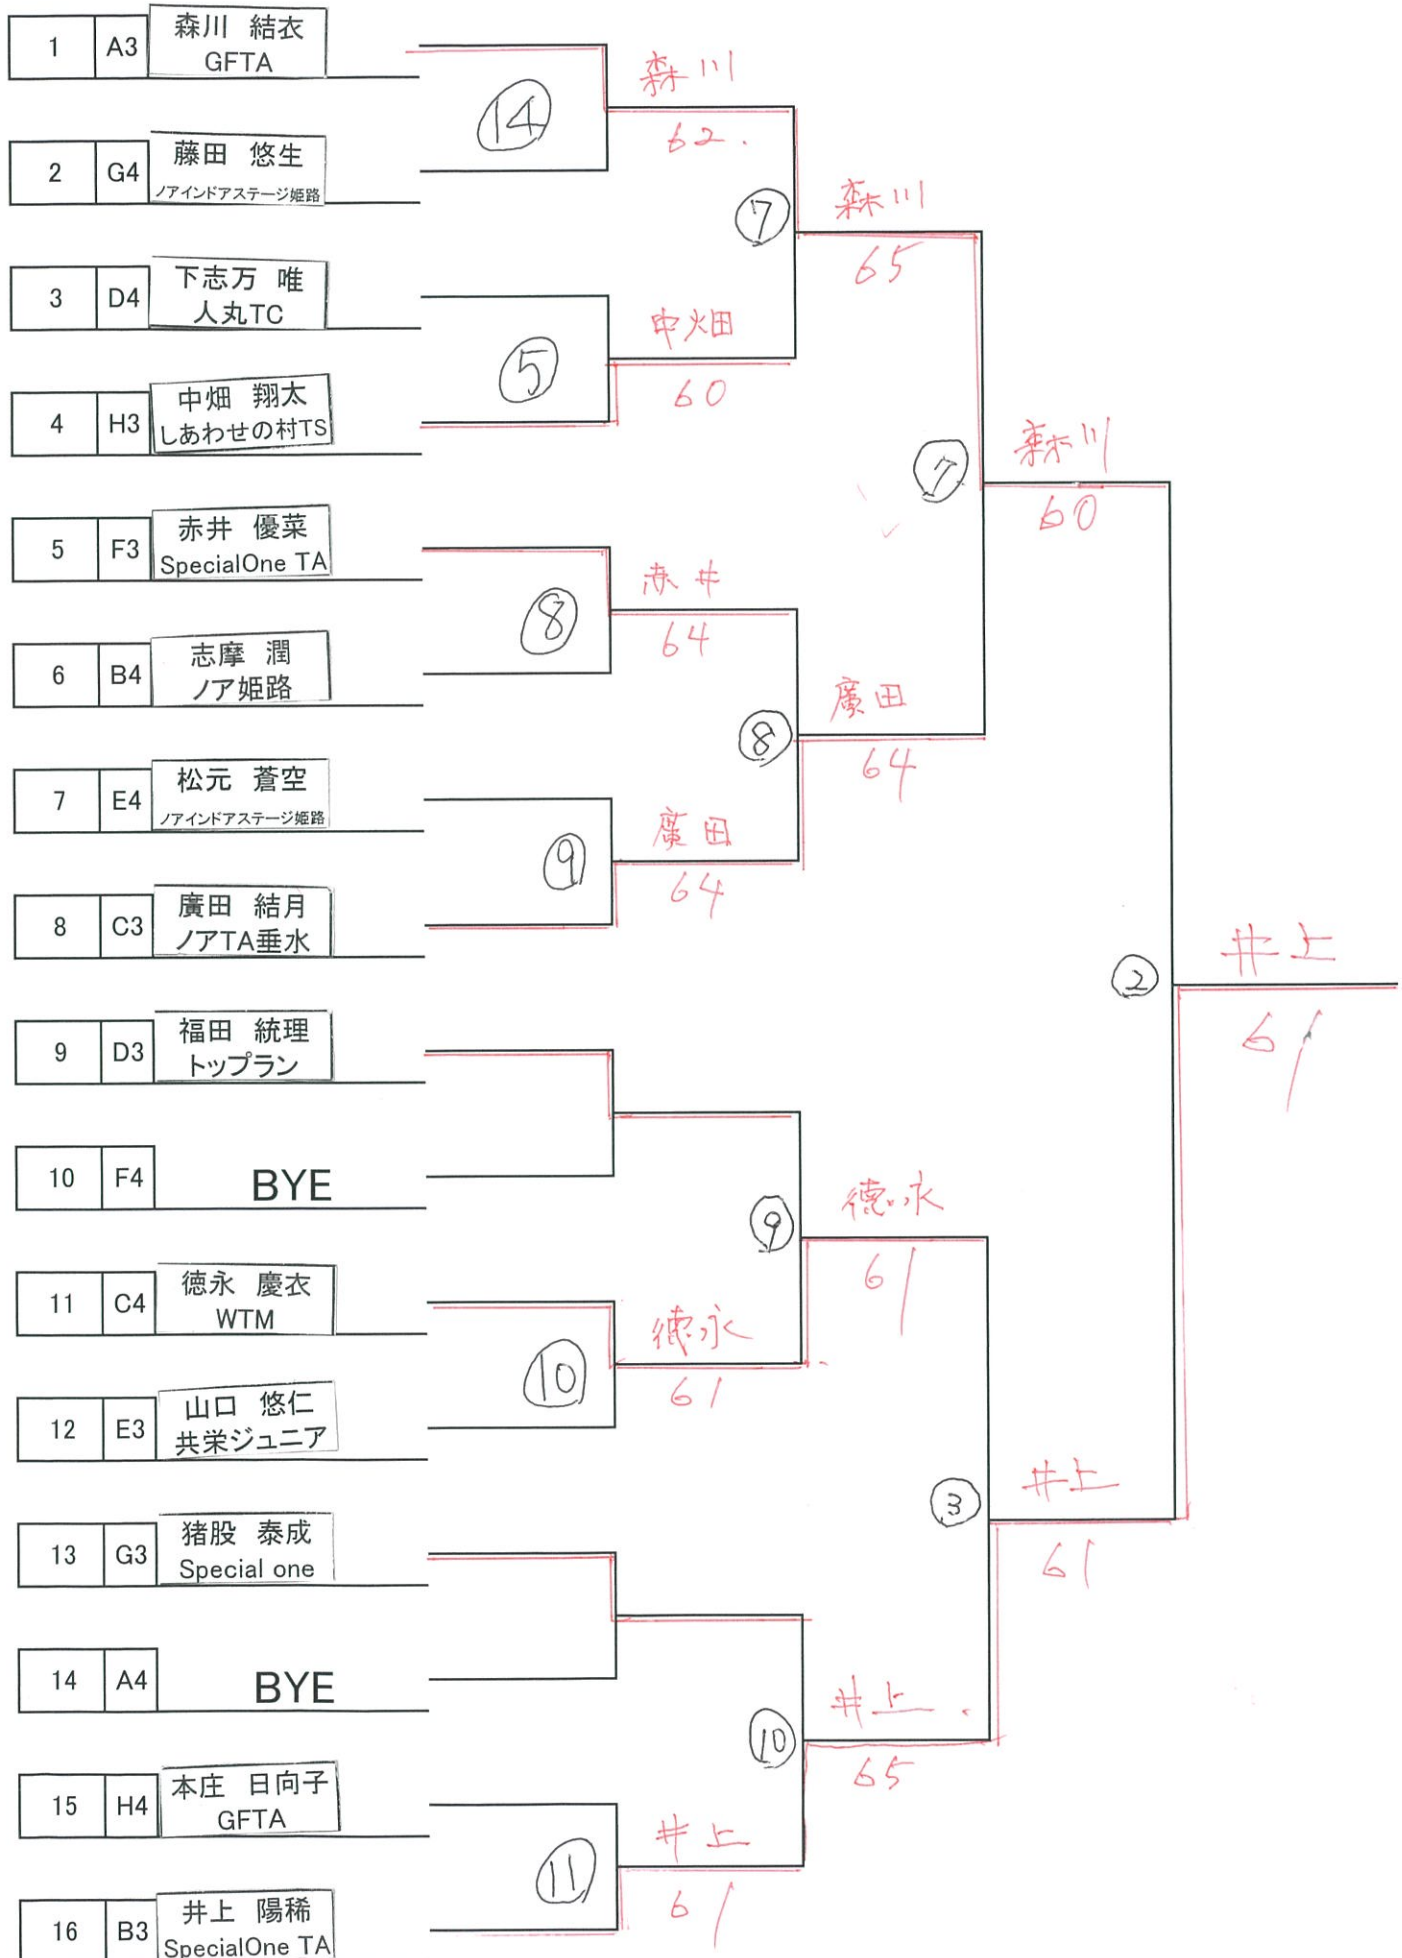 1 A3 森川 結衣
GFTA
森川
⑭
62.
2 G4 藤田 悠生
ノアインドアステージ姫路
⑦
森川
65
3 D4 下志万 唯
人丸TC
中畑
⑤
60
4 H3 中畑 翔太
しあわせの村TS
⑦
森川
60
5 F3 赤井 優菜
SpecialOne TA
赤井
⑧
64
6 B4 志摩 潤
ノア姫路
廣田
⑧
64
7 E4 松元 蒼空
ノアインドアステージ姫路
廣田
⑨
64
8 C3 廣田 結月
ノアTA垂水
井上
②
61
9 D3 福田 統理
トップラン
10 F4 BYE
徳永
⑨
61
11 C4 徳永 慶衣
WTM
徳永
⑩
61
12 E3 山口 悠仁
共栄ジュニア
井上
③
61
13 G3 猪股 泰成
Special one
14 A4 BYE
井上
⑩
65
15 H4 本庄 日向子
GFTA
井上
⑪
61
16 B3 井上 陽稀
SpecialOne TA